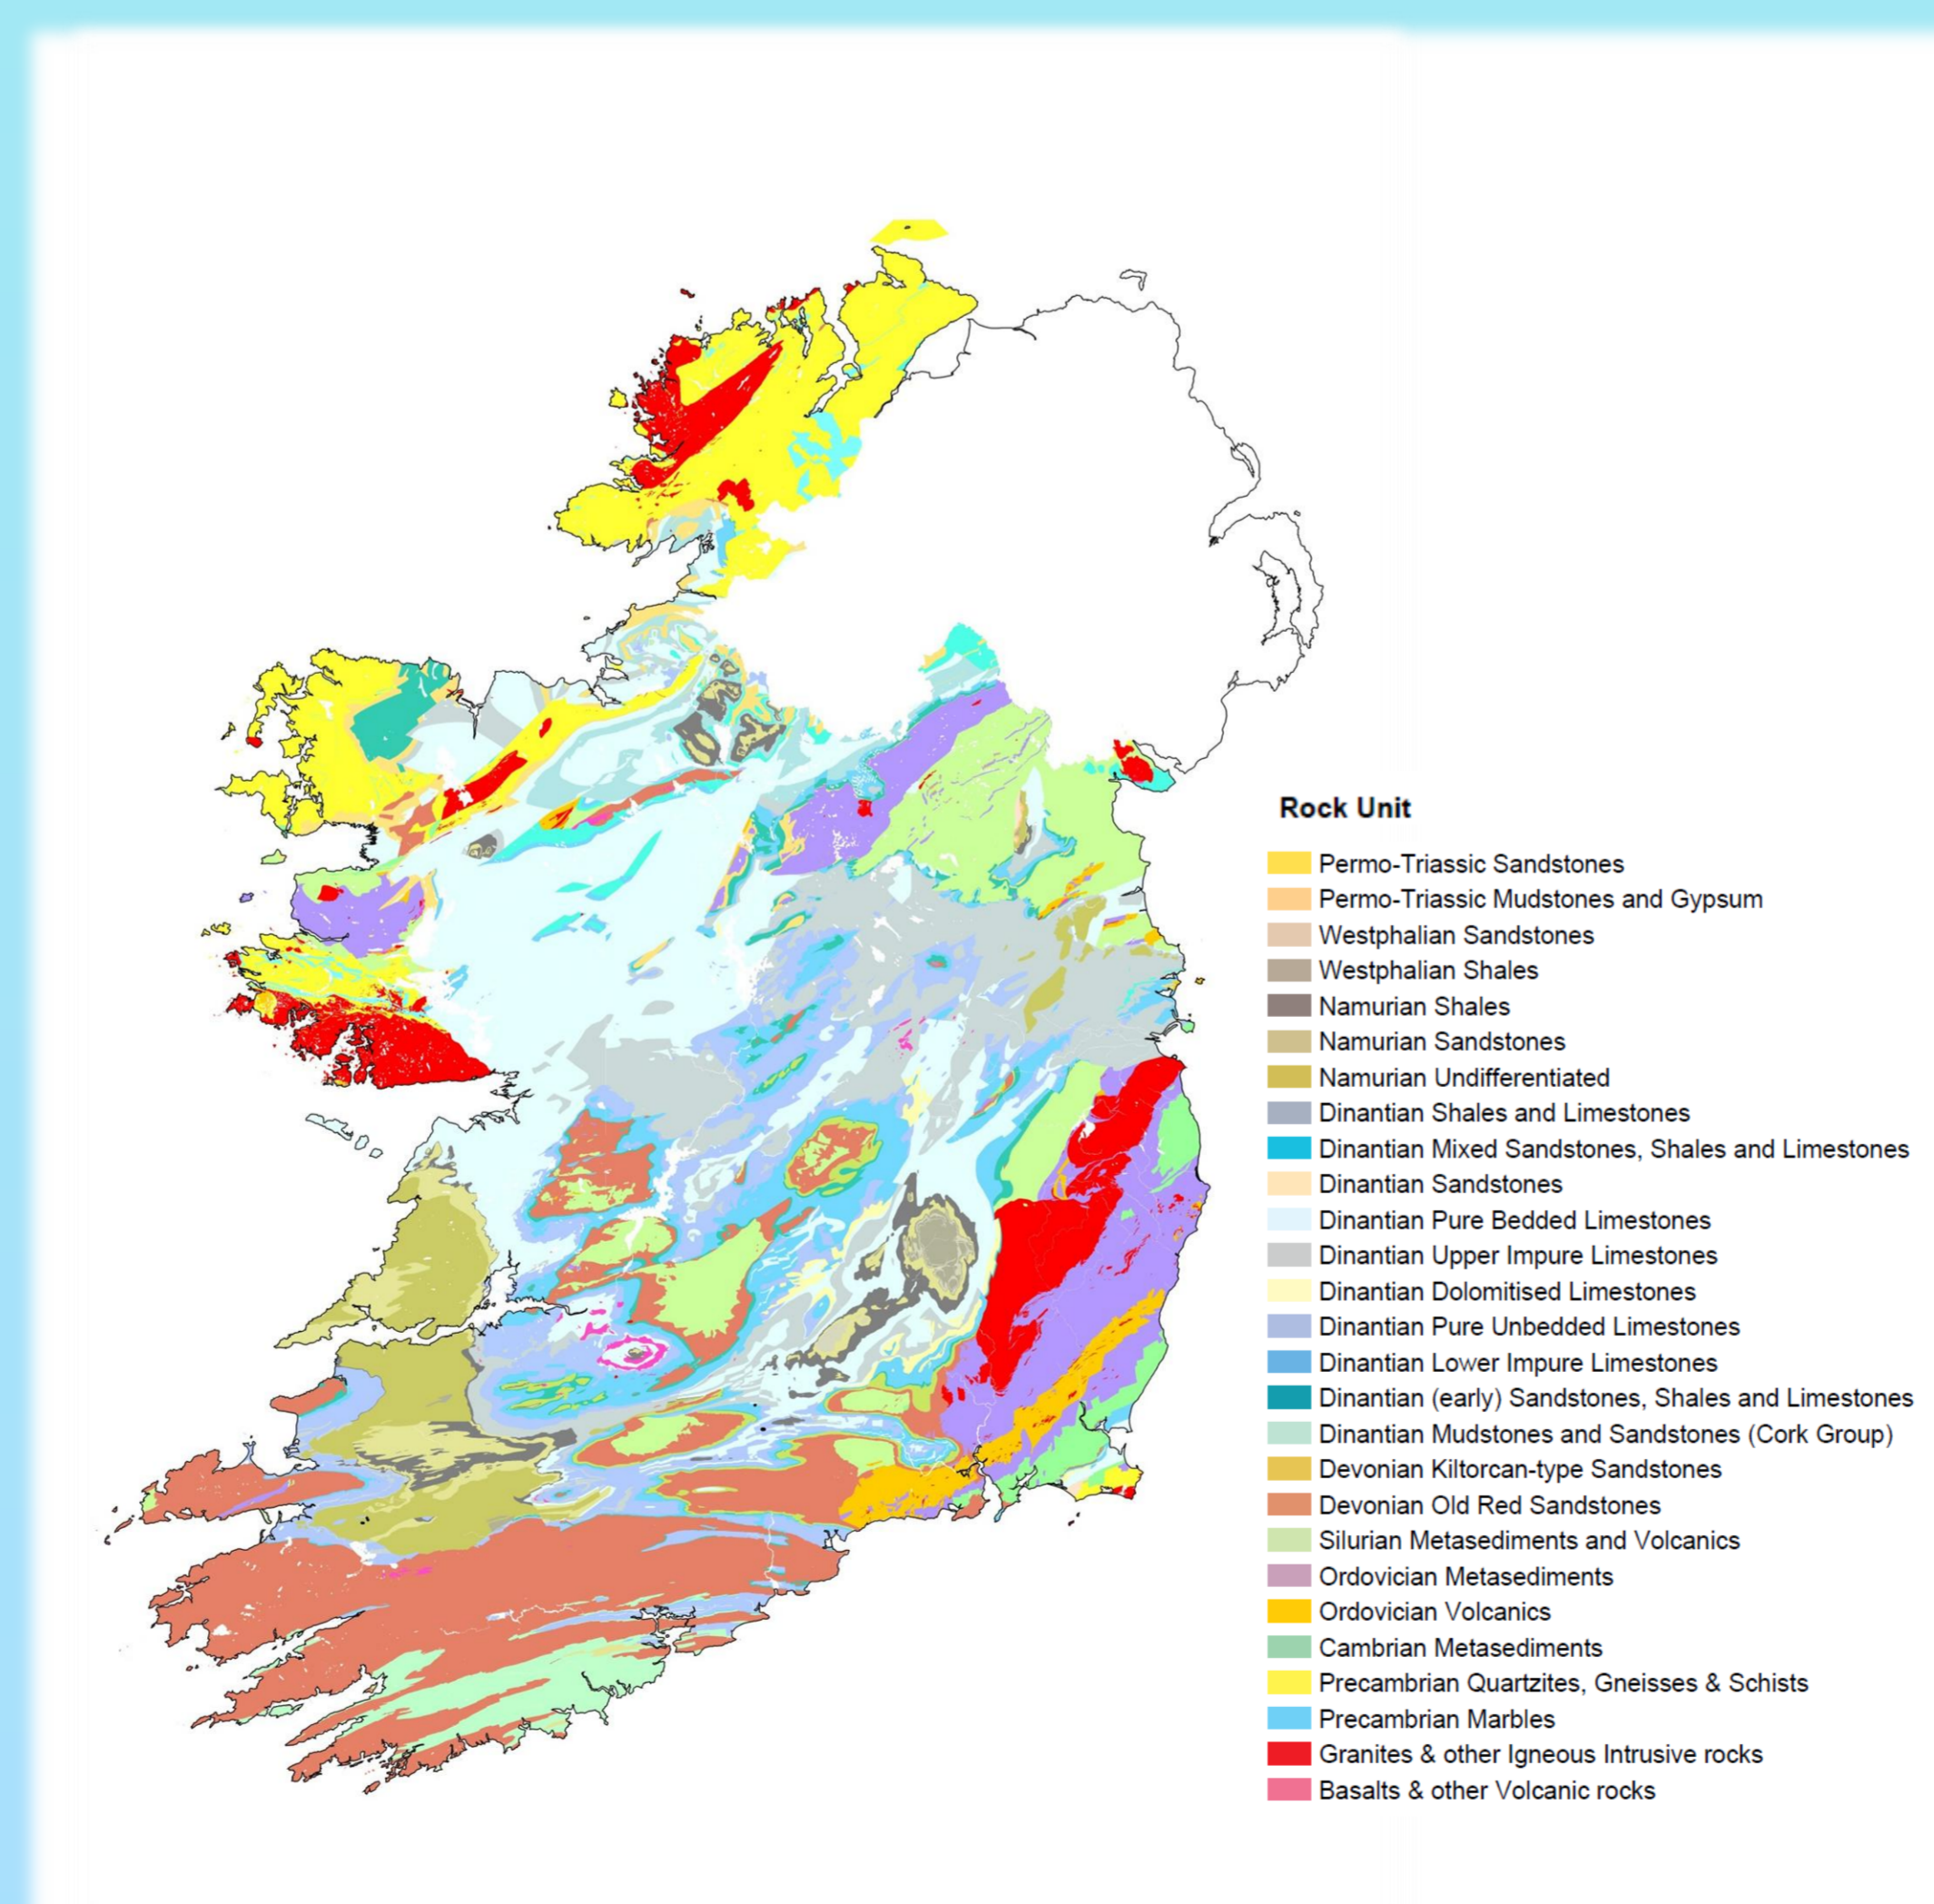 Rock Unit
Permo-Triassic Sandstones
Permo-Triassic Mudstones and Gypsum
Westphalian Sandstones
Westphalian Shales
Namurian Shales
Namurian Sandstones
Namurian Undifferentiated
Dinantian Shales and Limestones
Dinantian Mixed Sandstones, Shales and Limestones
Dinantian Sandstones
Dinantian Pure Bedded Limestones
Dinantian Upper Impure Limestones
Dinantian Dolomitised Limestones
Dinantian Pure Unbedded Limestones
Dinantian Lower Impure Limestones
Dinantian (early) Sandstones, Shales and Limestones
Dinantian Mudstones and Sandstones (Cork Group)
Devonian Kiltorcan-type Sandstones
Devonian Old Red Sandstones
Silurian Metasediments and Volcanics
Ordovician Metasediments
Ordovician Volcanics
Cambrian Metasediments
Precambrian Quartzites, Gneisses & Schists
Precambrian Marbles
Granites & other Igneous Intrusive rocks
Basalts & other Volcanic rocks